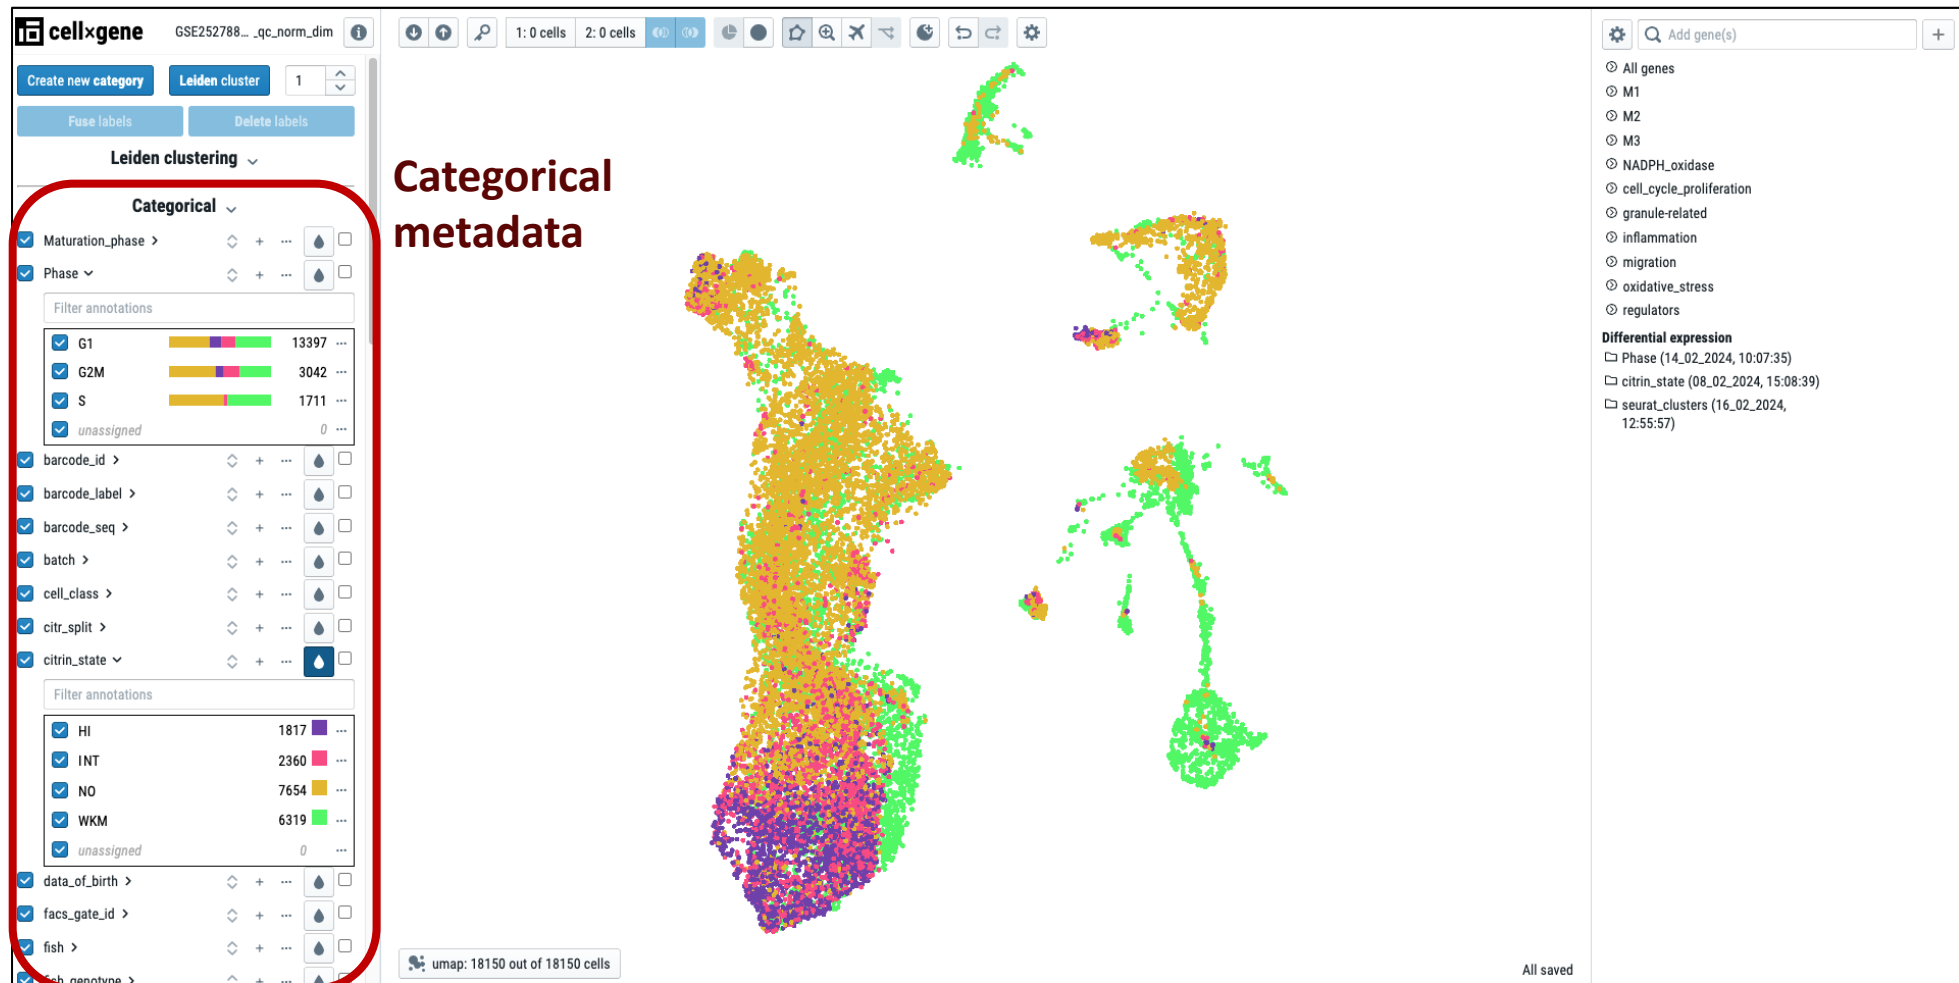 cell×gene
GSE252788... _qc_norm_dim
Create new category
Leiden cluster
1
Fuse labels
Delete labels
Leiden clustering
Categorical
Maturation_phase
Phase
Filter annotations
G1 13397
G2M 3042
S 1711
unassigned 0
barcode_id
barcode_label
barcode_seq
batch
cell_class
citr_split
citrin_state
Filter annotations
HI 1817
INT 2360
NO 7654
WKM 6319
unassigned 0
data_of_birth
facs_gate_id
fish
fish_genotype
1: 0 cells
2: 0 cells
Categorical
metadata
umap: 18150 out of 18150 cells
All saved
Add gene(s)
All genes
M1
M2
M3
NADPH_oxidase
cell_cycle_proliferation
granule-related
inflammation
migration
oxidative_stress
regulators
Differential expression
Phase (14_02_2024, 10:07:35)
citrin_state (08_02_2024, 15:08:39)
seurat_clusters (16_02_2024,
12:55:57)